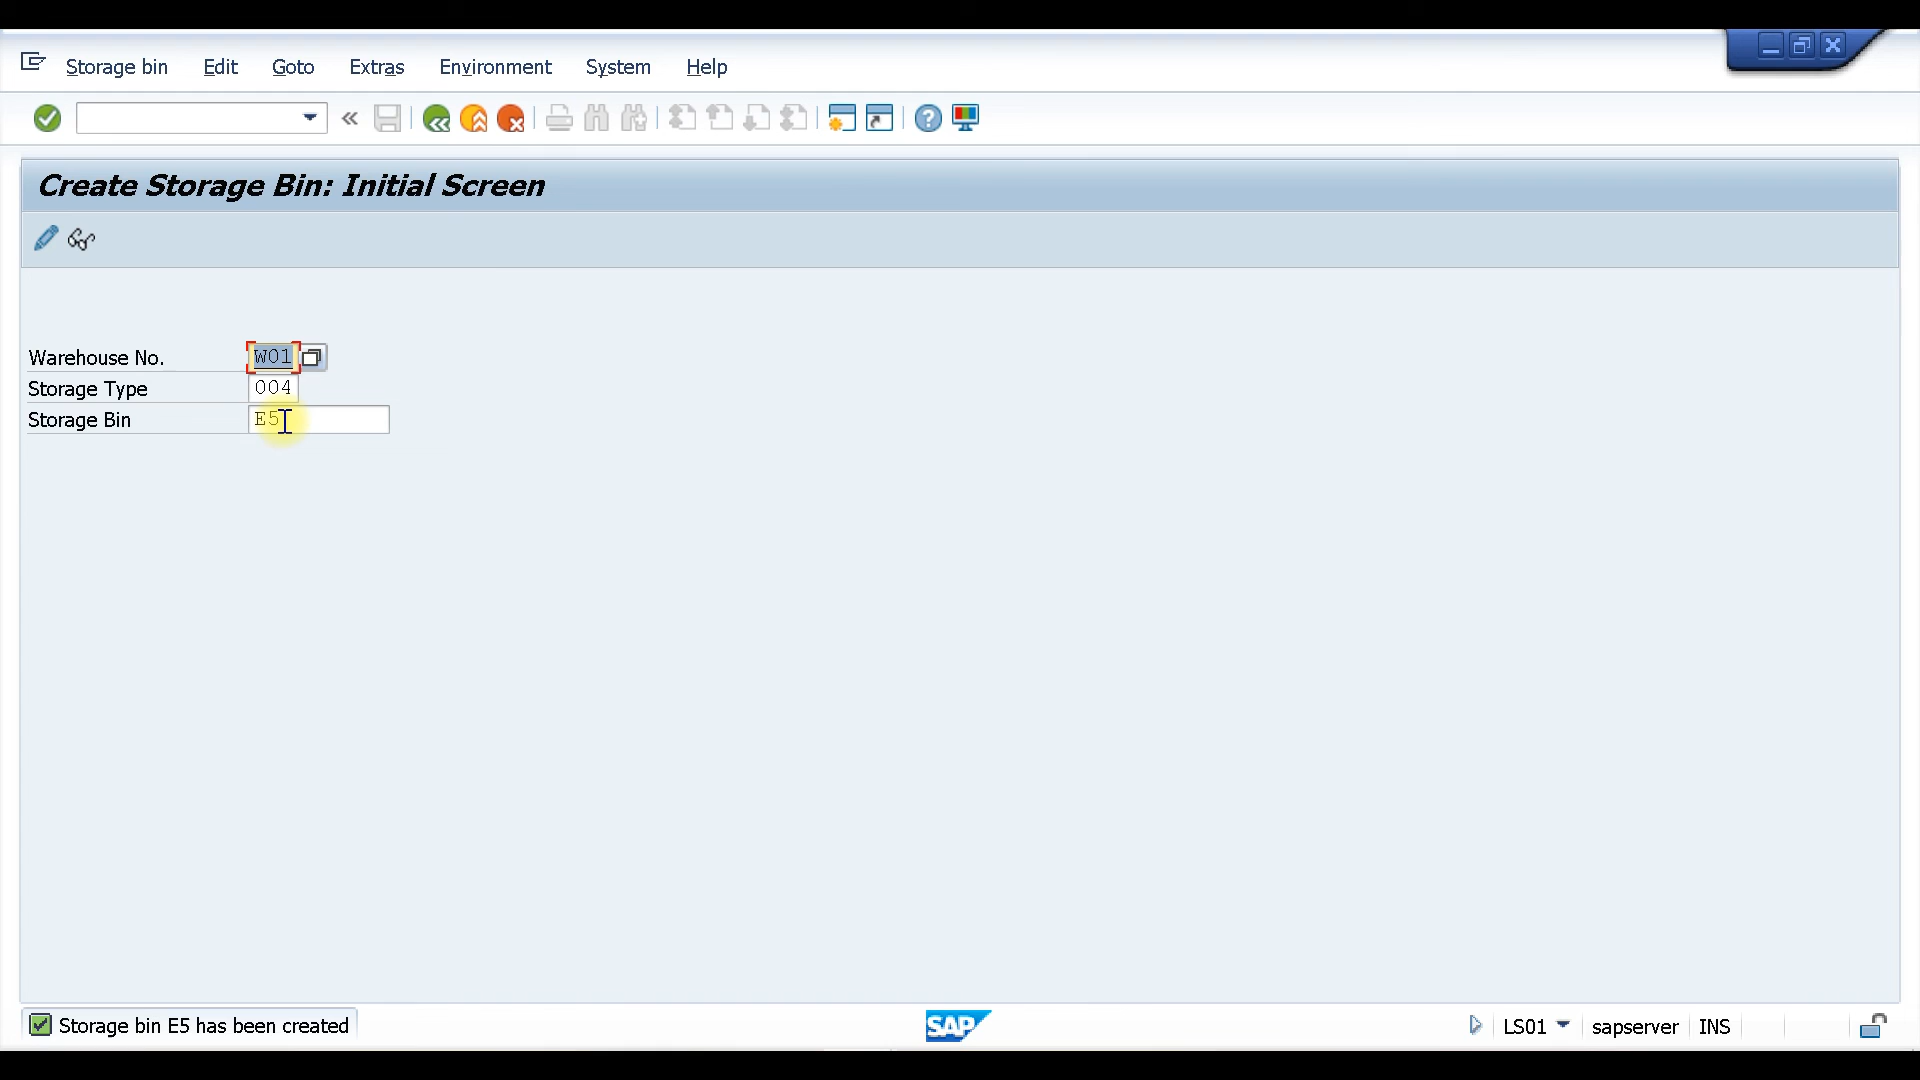 Storage bin Edit Goto Extras Environment System Help
Create Storage Bin: Initial Screen
Warehouse No. W01
Storage Type 004
Storage Bin E5
Storage bin E5 has been created SAP LS01 sapserver INS